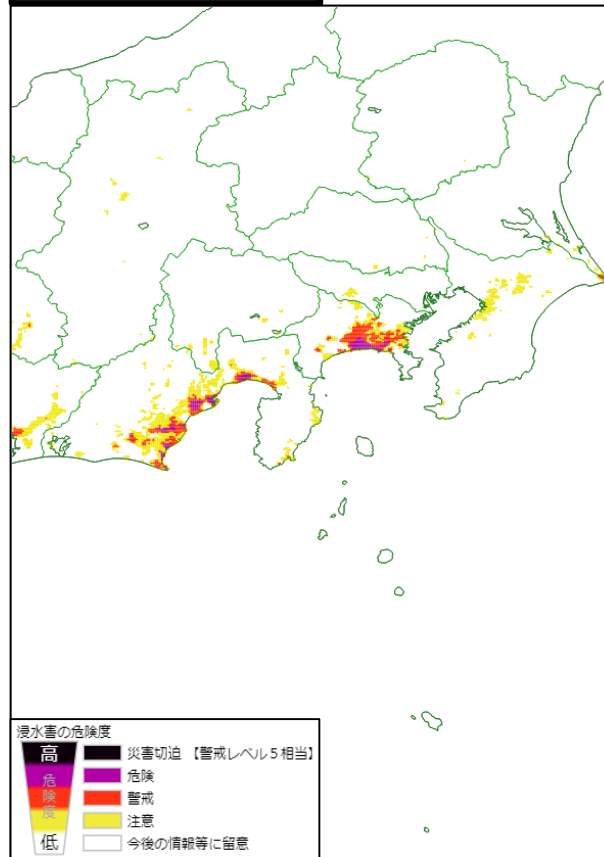 浸水害の危険度
高
危険度
低
災害切迫 【警戒レベル5相当】
危険
警戒
注意
今後の情報等に留意